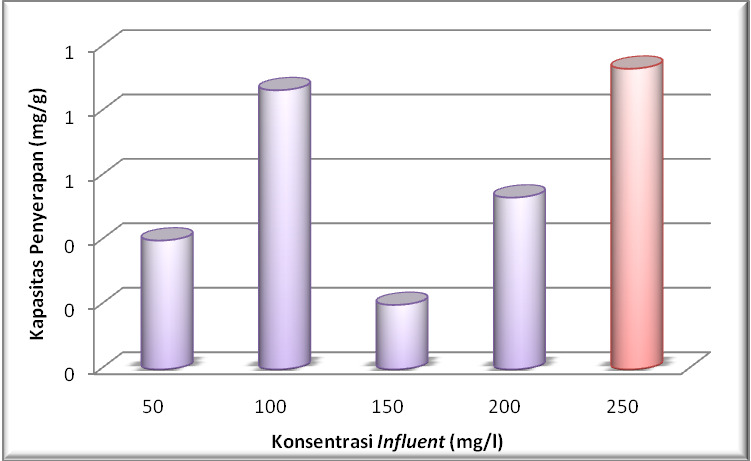 Kapasitas Penyerapan (mg/g)
1
1
1
0
0
0
50 100 150 200 250
Konsentrasi Influent (mg/l)